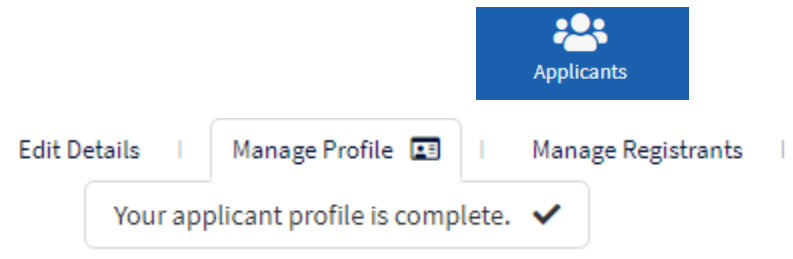 Applicants
Edit Details | Manage Profile | Manage Registrants |
Your applicant profile is complete.